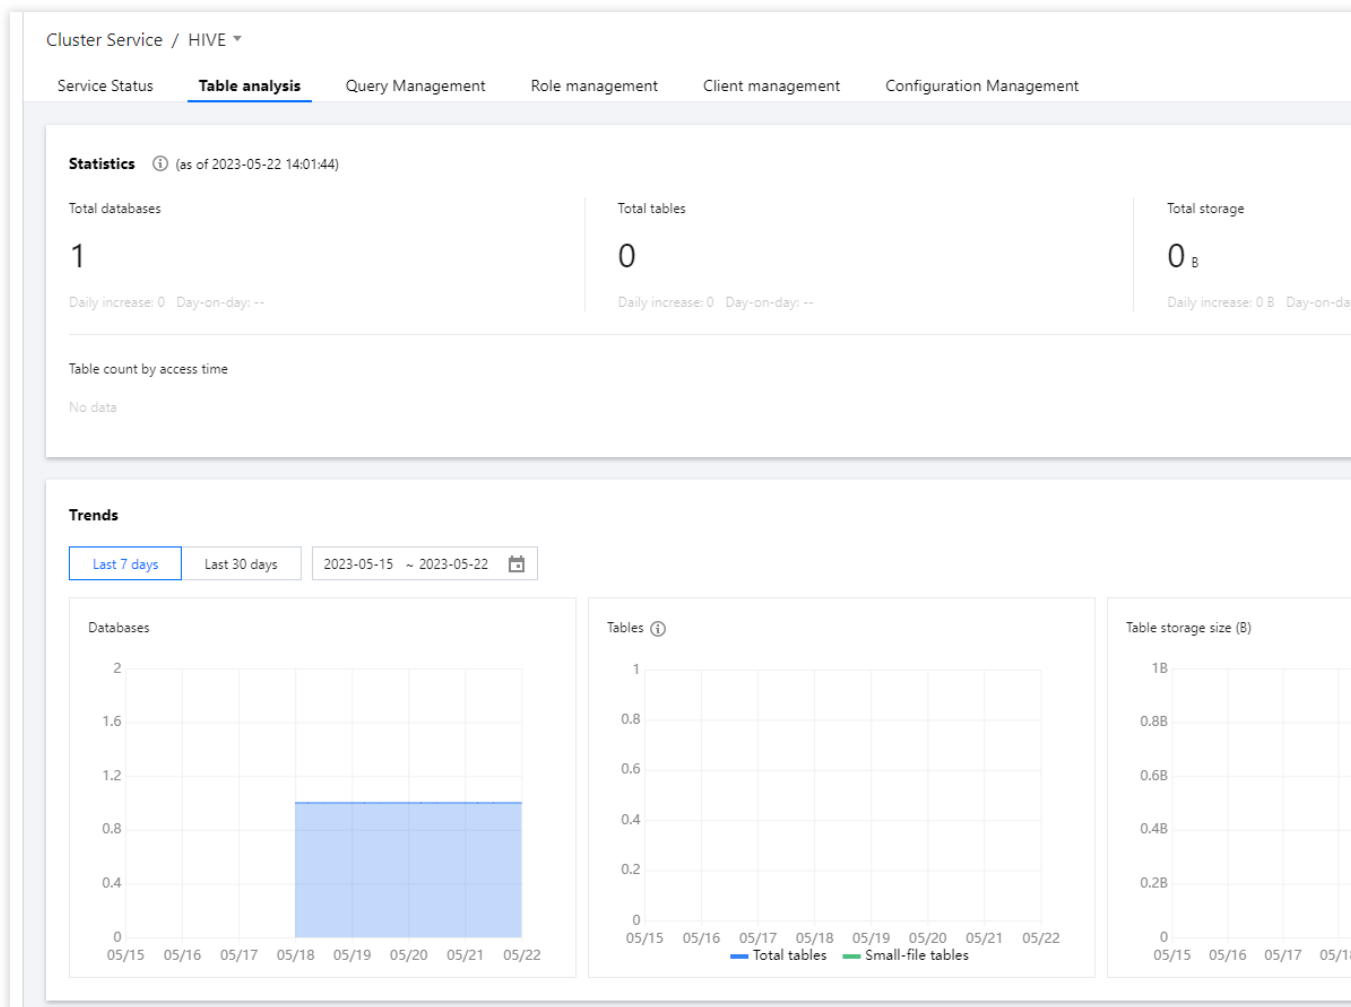 Cluster Service / HIVE
Service Status Table analysis Query Management Role management Client management Configuration Management
Statistics (as of 2023-05-22 14:01:44)
Total databases Total tables Total storage
1 0 0 B
Daily increase: 0 Day-on-day: -- Daily increase: 0 Day-on-day: -- Daily increase: 0 B Day-on-da
Table count by access time
No data
Trends
Last 7 days Last 30 days 2023-05-15 ~ 2023-05-22
Databases
2
1.6
1.2
0.8
0.4
0
05/15 05/16 05/17 05/18 05/19 05/20 05/21 05/22
Tables
1
0.8
0.6
0.4
0.2
0
05/15 05/16 05/17 05/18 05/19 05/20 05/21 05/22
Total tables Small-file tables
Table storage size (B)
1B
0.8B
0.6B
0.4B
0.2B
0
05/15 05/16 05/17 05/18